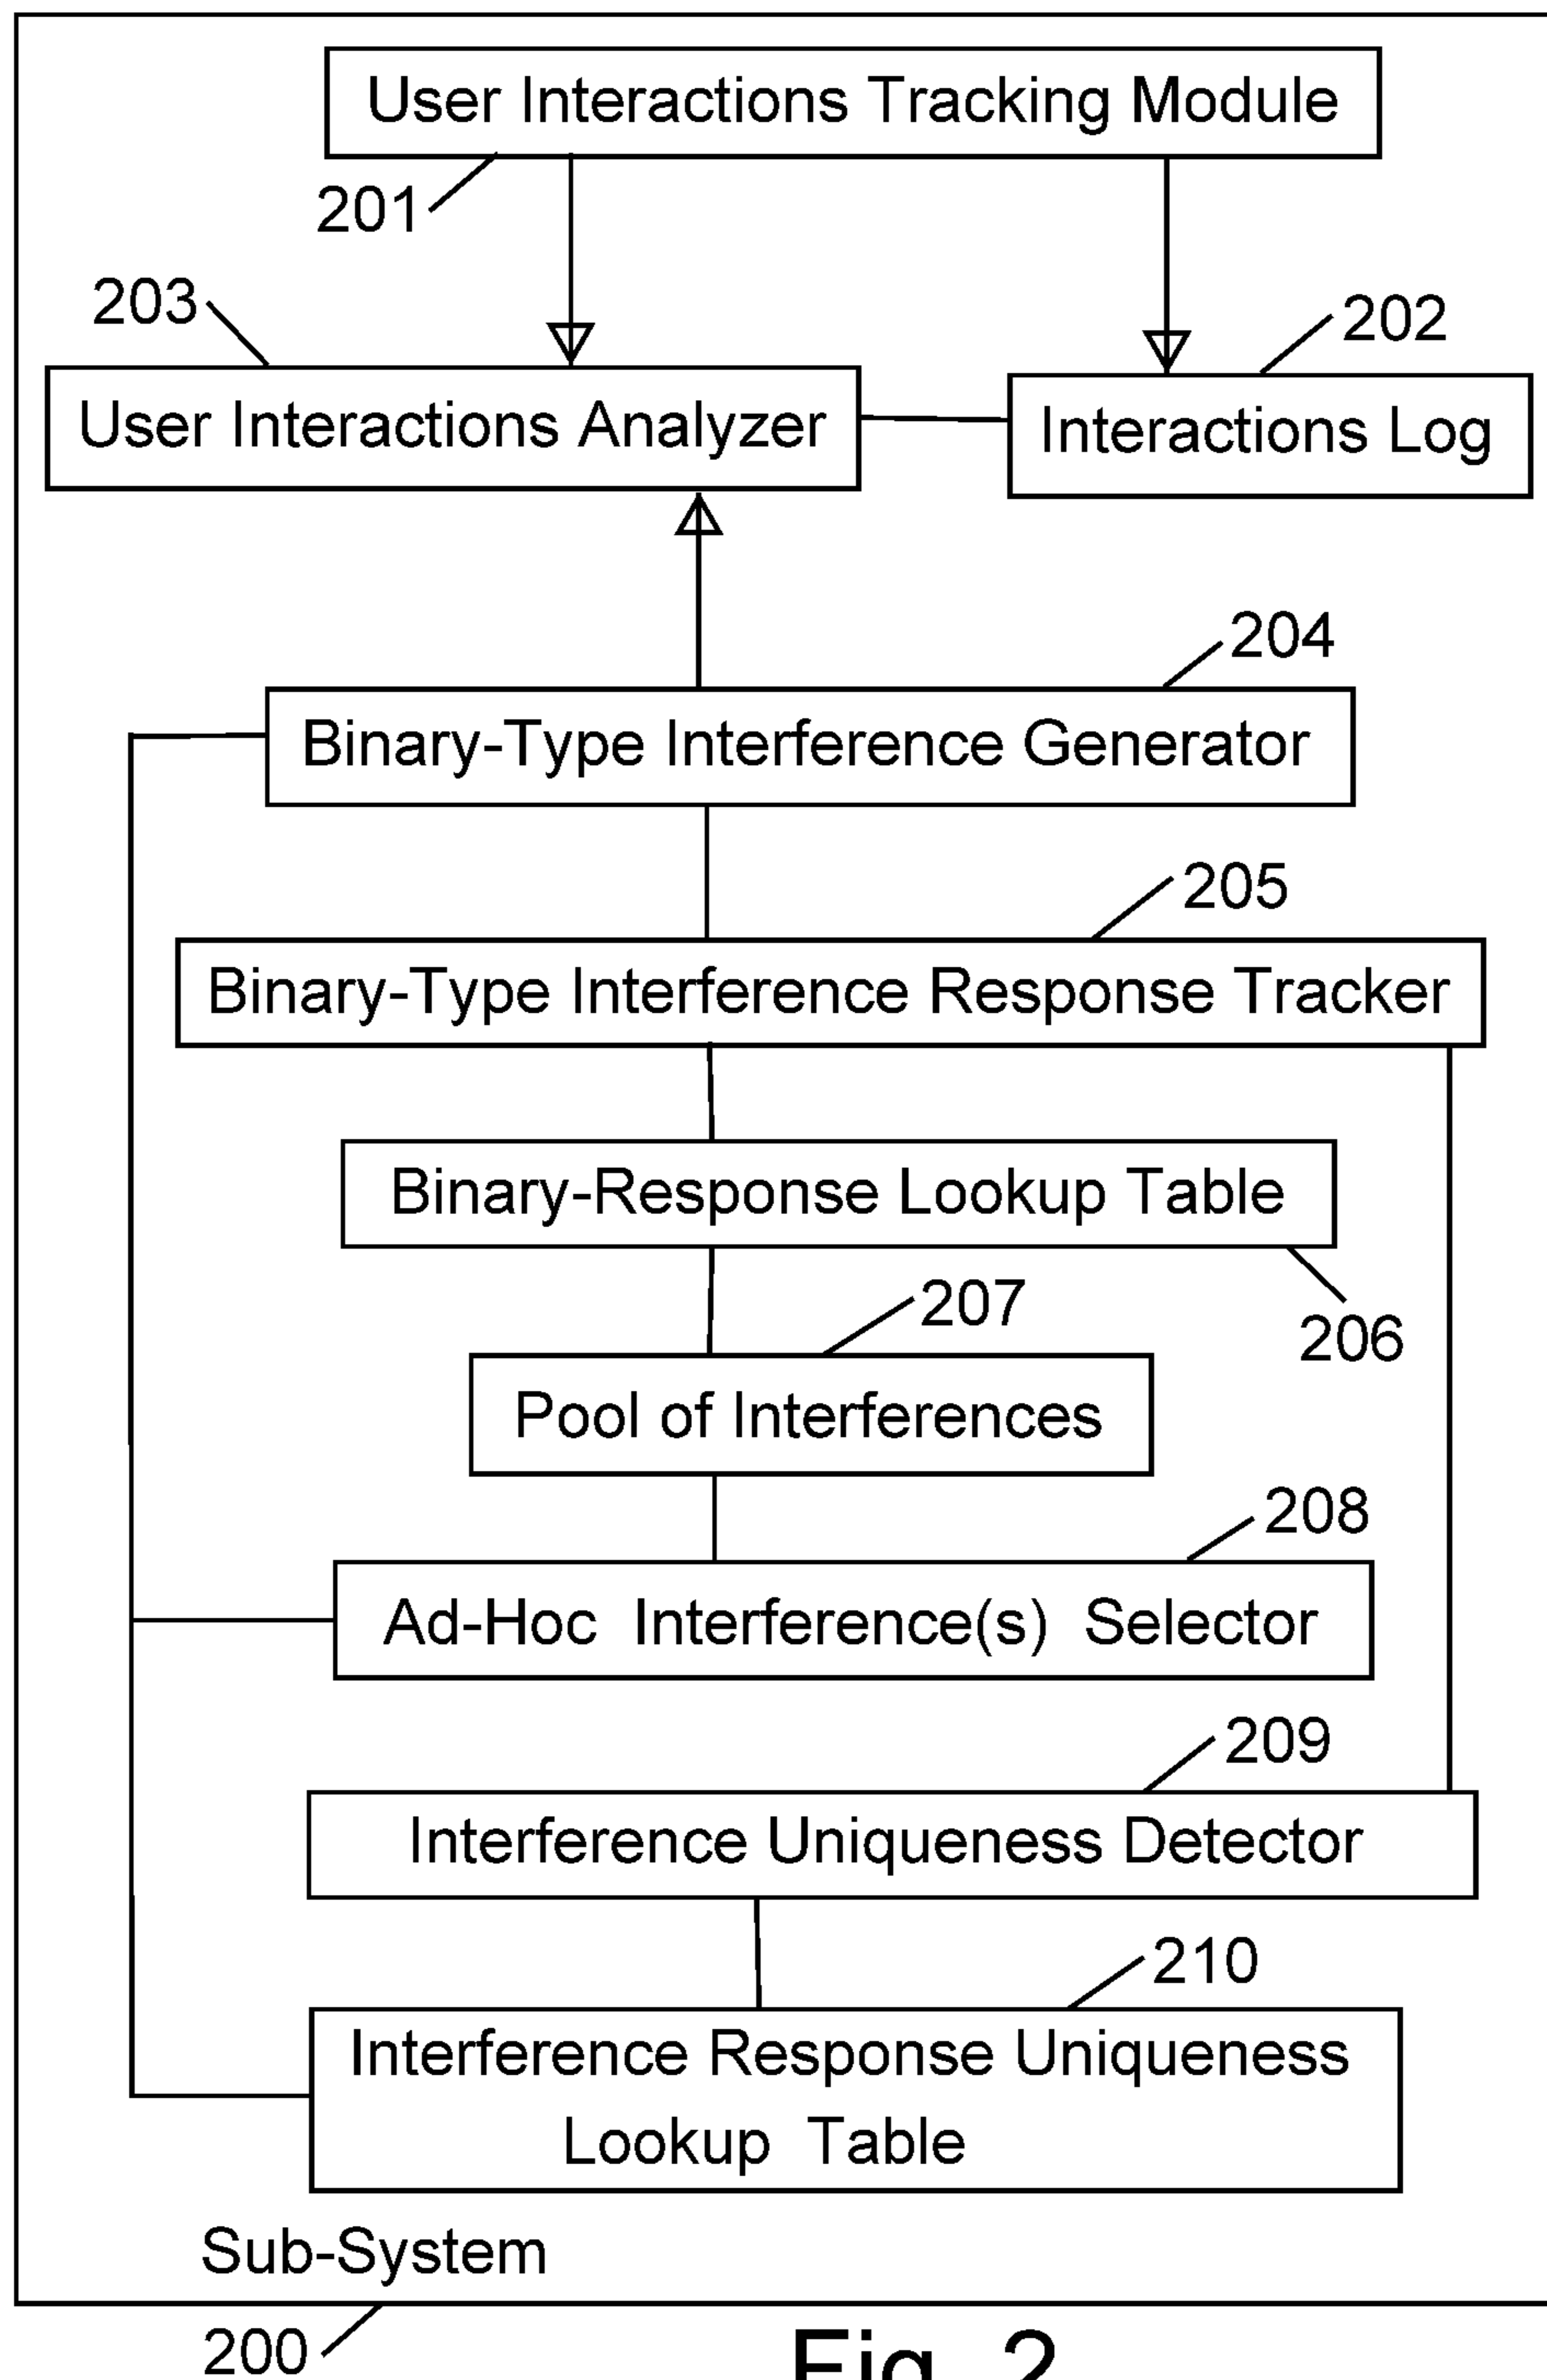 User Interactions Tracking Module
201
203
202
User Interactions Analyzer
Interactions Log
204
Binary-Type Interference Generator
205
Binary-Type Interference Response Tracker
Binary-Response Lookup Table
207
206
Pool of Interferences
208
Ad-Hoc Interference(s) Selector
209
Interference Uniqueness Detector
210
Interference Response Uniqueness
Lookup Table
Sub-System
200
Fig. 2